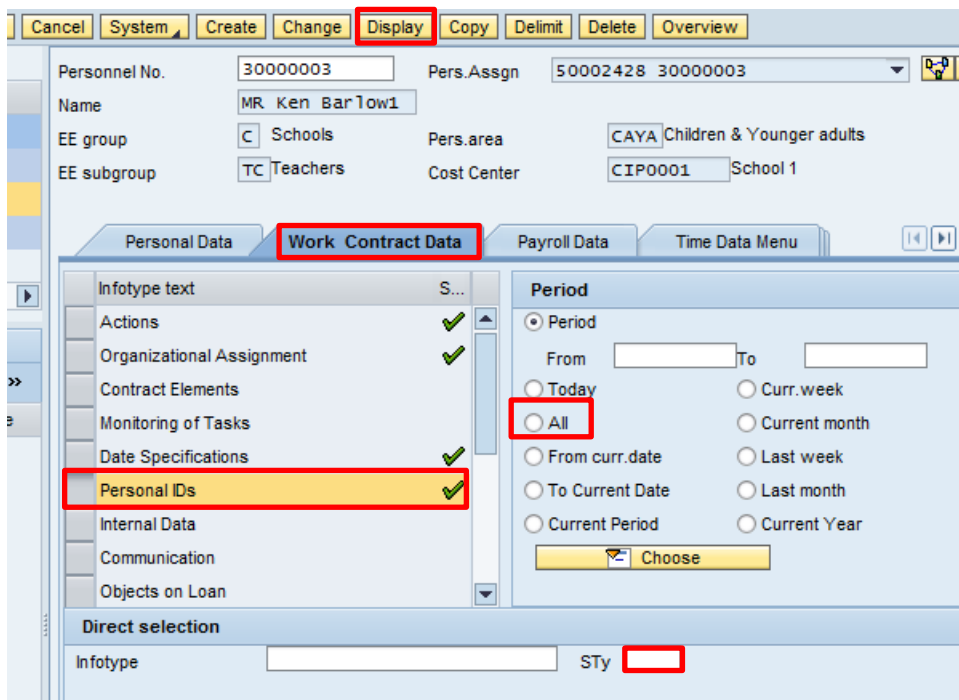 Cancel System Create Change Display Copy Delimit Delete Overview
Personnel No. 30000003 Pers.Assgn 50002428 30000003
Name MR Ken Barlow1
EE group C Schools Pers.area CAYA Children & Younger adults
EE subgroup TC Teachers Cost Center CIP0001 School 1
Personal Data Work Contract Data Payroll Data Time Data Menu
Infotype text S...
Actions
Organizational Assignment
Contract Elements
Monitoring of Tasks
Date Specifications
Personal IDs
Internal Data
Communication
Objects on Loan
Period
Period
From To
Today Curr.week
All Current month
From curr.date Last week
To Current Date Last month
Current Period Current Year
Choose
Direct selection
Infotype STy